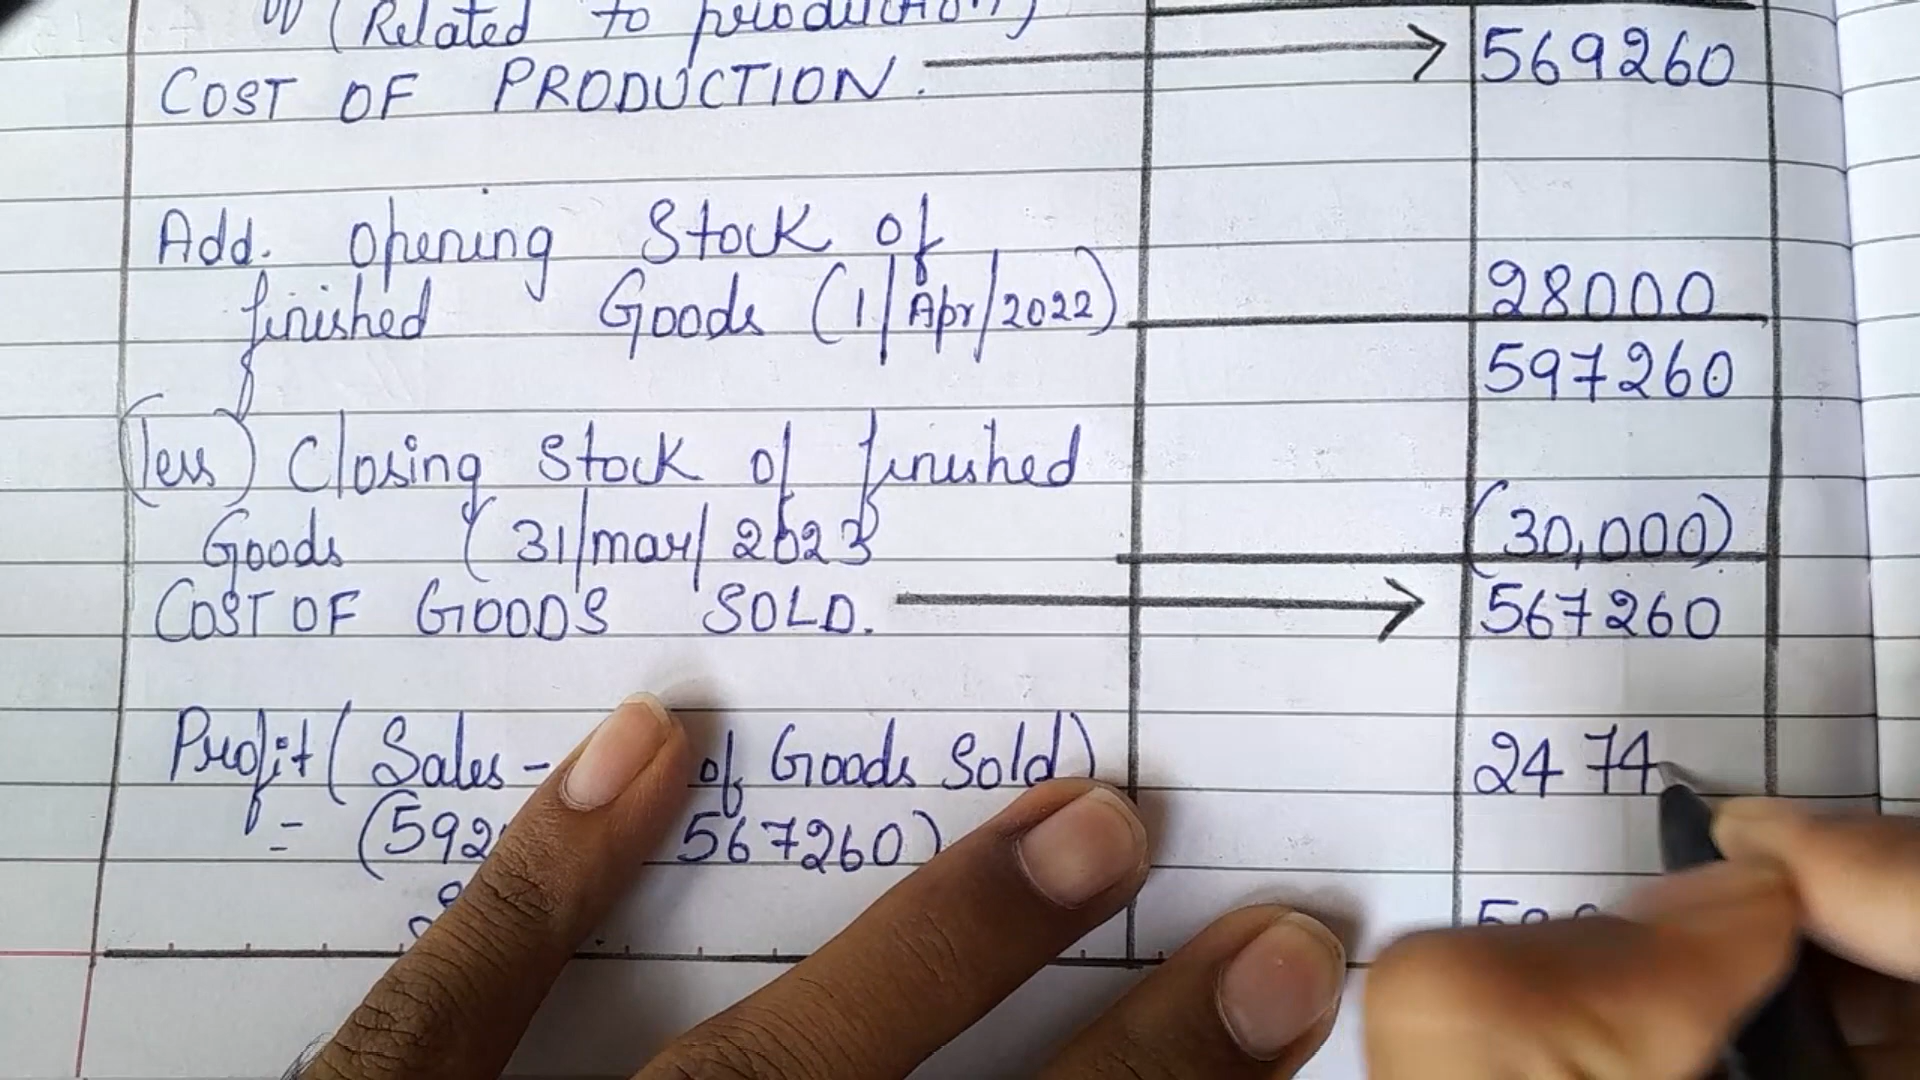 (Related to production)
COST OF PRODUCTION. 569260
Add. Opening Stock of
finished Goods (1/Apr/2022) 28000
597260
(less) Closing Stock of finished
Goods (31/mar/2023 (30,000)
COST OF GOODS SOLD. 567260
Profit (Sales - of Goods Sold) 2474
= (592 567260)